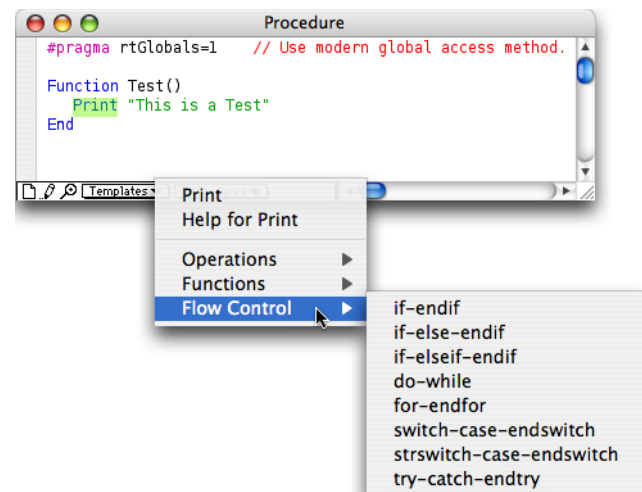 Procedure
#pragma rtGlobals=1 // Use modern global access method.
Function Test()
Print "This is a Test"
End
Templates
Print
Help for Print
Operations
Functions
Flow Control
if-endif
if-else-endif
if-elseif-endif
do-while
for-endfor
switch-case-endswitch
strswitch-case-endswitch
try-catch-endtry